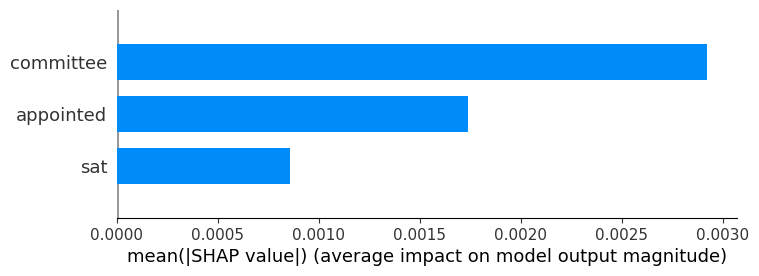 committee
appointed
sat
0.0000 0.0005 0.0010 0.0015 0.0020 0.0025 0.0030
mean(|SHAP value|) (average impact on model output magnitude)